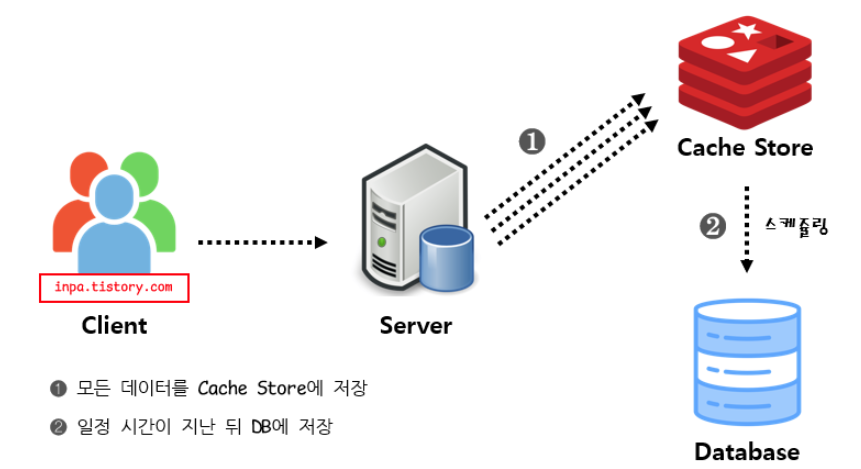 Cache Store
❶
❷ 스케쥴링
inpa.tistory.com
Client
Server
Database
❶ 모든 데이터를 Cache Store에 저장
❷ 일정 시간이 지난 뒤 DB에 저장